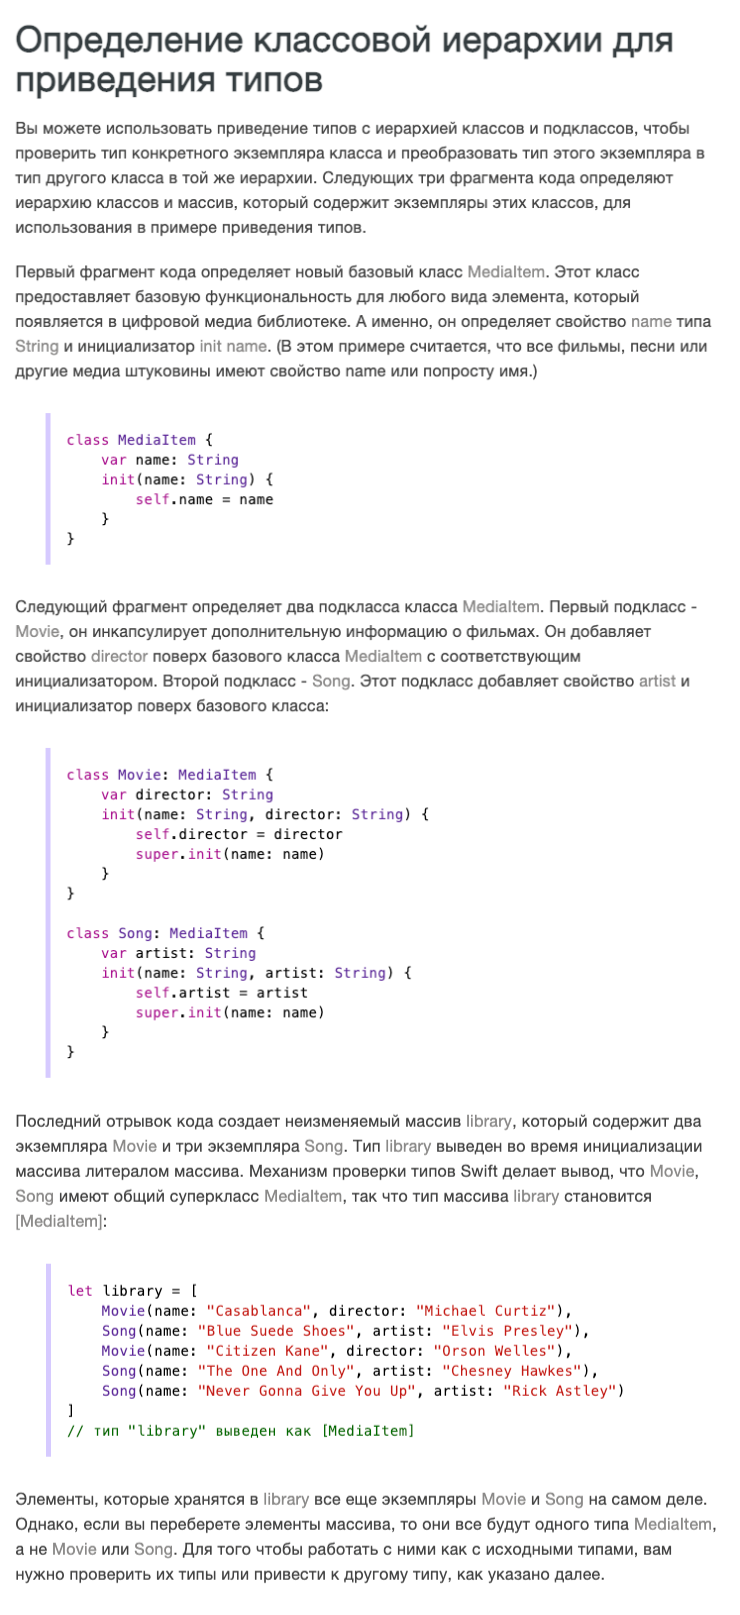 Определение классовой иерархии для
приведения типов
Вы можете использовать приведение типов с иерархией классов и подклассов, чтобы
проверить тип конкретного экземпляра класса и преобразовать тип этого экземпляра в
тип другого класса в той же иерархии. Следующих три фрагмента кода определяют
иерархию классов и массив, который содержит экземпляры этих классов, для
использования в примере приведения типов.
Первый фрагмент кода определяет новый базовый класс MediaItem. Этот класс
предоставляет базовую функциональность для любого вида элемента, который
появляется в цифровой медиа библиотеке. А именно, он определяет свойство name типа
String и инициализатор init name. (В этом примере считается, что все фильмы, песни или
другие медиа штуковины имеют свойство name или попросту имя.)
class MediaItem {
    var name: String
    init(name: String) {
        self.name = name
    }
}
Следующий фрагмент определяет два подкласса класса MediaItem. Первый подкласс -
Movie, он инкапсулирует дополнительную информацию о фильмах. Он добавляет
свойство director поверх базового класса MediaItem с соответствующим
инициализатором. Второй подкласс - Song. Этот подкласс добавляет свойство artist и
инициализатор поверх базового класса:
class Movie: MediaItem {
    var director: String
    init(name: String, director: String) {
        self.director = director
        super.init(name: name)
    }
}
class Song: MediaItem {
    var artist: String
    init(name: String, artist: String) {
        self.artist = artist
        super.init(name: name)
    }
}
Последний отрывок кода создает неизменяемый массив library, который содержит два
экземпляра Movie и три экземпляра Song. Тип library выведен во время инициализации
массива литералом массива. Механизм проверки типов Swift делает вывод, что Movie,
Song имеют общий суперкласс MediaItem, так что тип массива library становится
[MediaItem]:
let library = [
    Movie(name: "Casablanca", director: "Michael Curtiz"),
    Song(name: "Blue Suede Shoes", artist: "Elvis Presley"),
    Movie(name: "Citizen Kane", director: "Orson Welles"),
    Song(name: "The One And Only", artist: "Chesney Hawkes"),
    Song(name: "Never Gonna Give You Up", artist: "Rick Astley")
]
// тип "library" выведен как [MediaItem]
Элементы, которые хранятся в library все еще экземпляры Movie и Song на самом деле.
Однако, если вы переберете элементы массива, то они все будут одного типа MediaItem,
а не Movie или Song. Для того чтобы работать с ними как с исходными типами, вам
нужно проверить их типы или привести к другому типу, как указано далее.